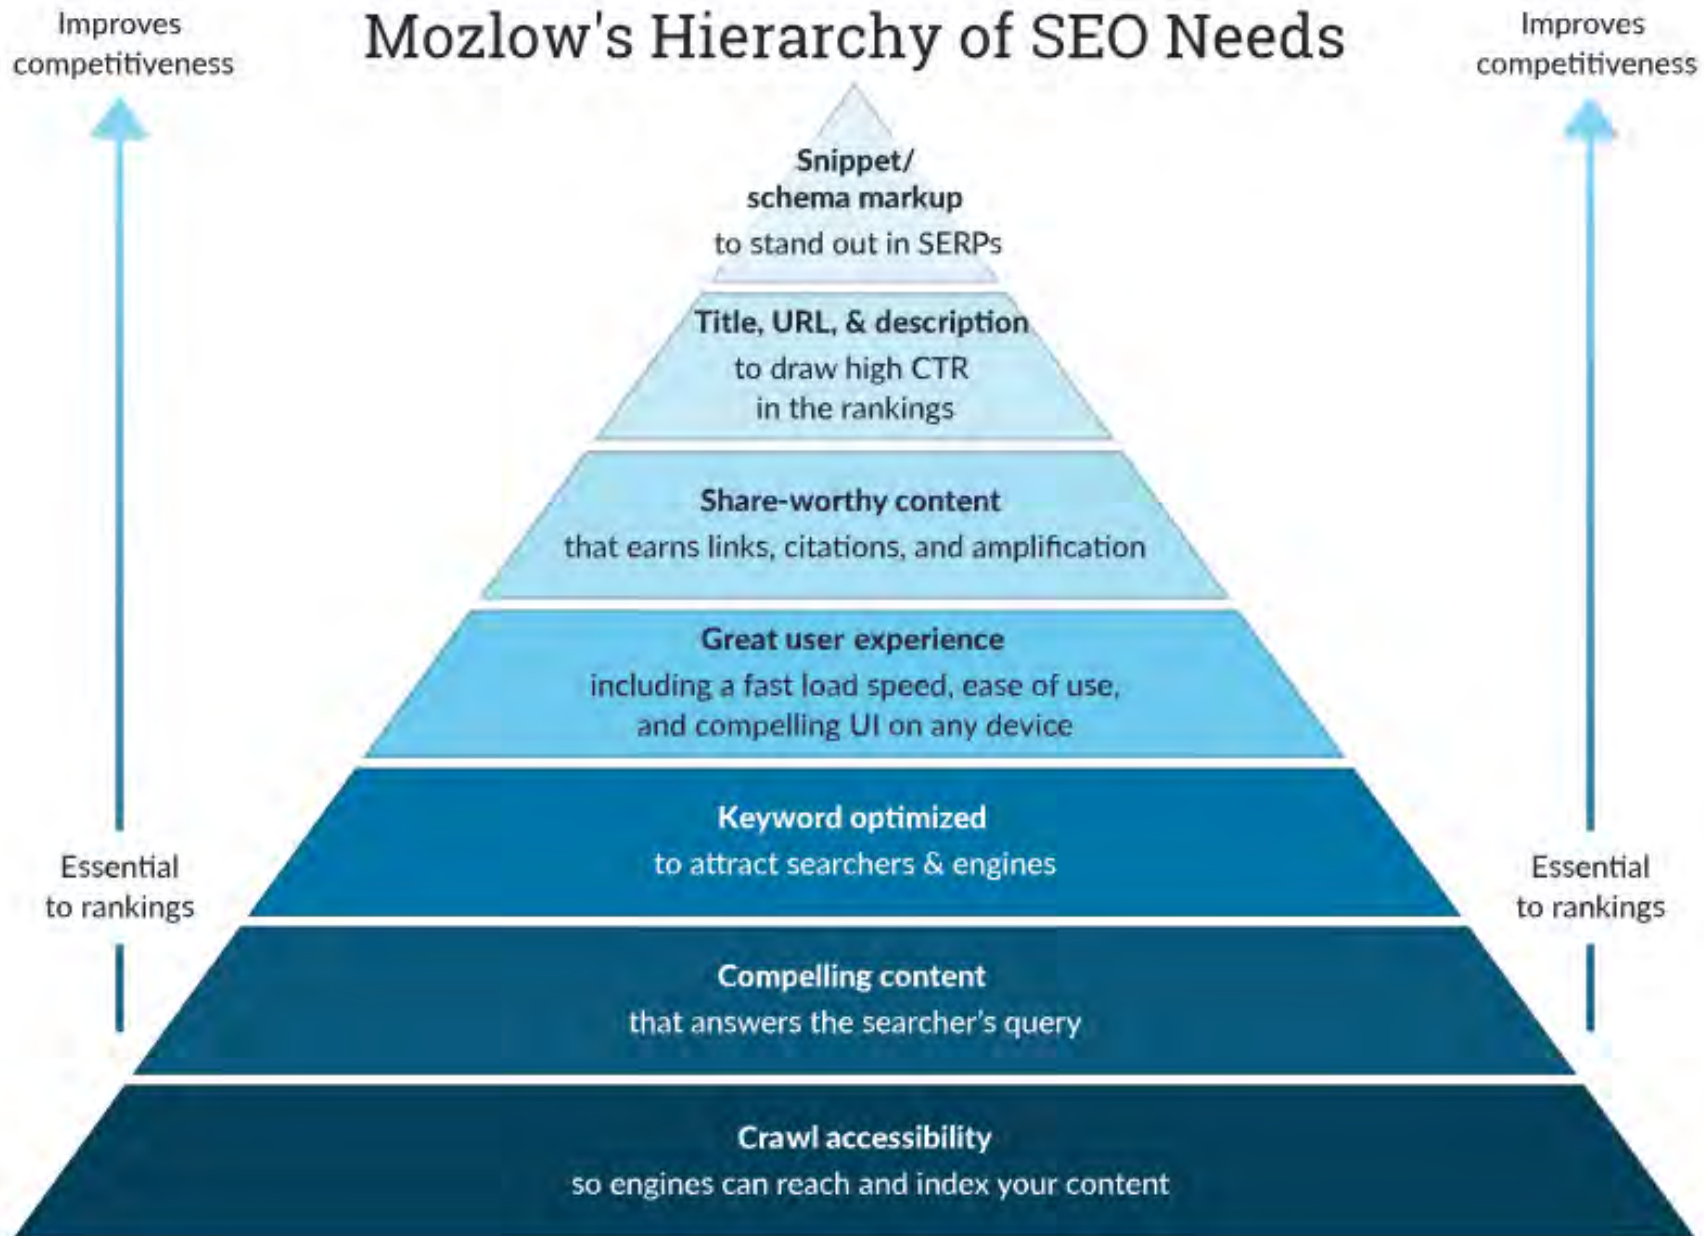 Mozlow's Hierarchy of SEO Needs
Improves
competitiveness
Improves
competitiveness
Snippet/
schema markup
to stand out in SERPs
Title, URL, & description
to draw high CTR
in the rankings
Share-worthy content
that earns links, citations, and amplification
Great user experience
including a fast load speed, ease of use,
and compelling UI on any device
Keyword optimized
to attract searchers & engines
Essential
to rankings
Essential
to rankings
Compelling content
that answers the searcher's query
Crawl accessibility
so engines can reach and index your content